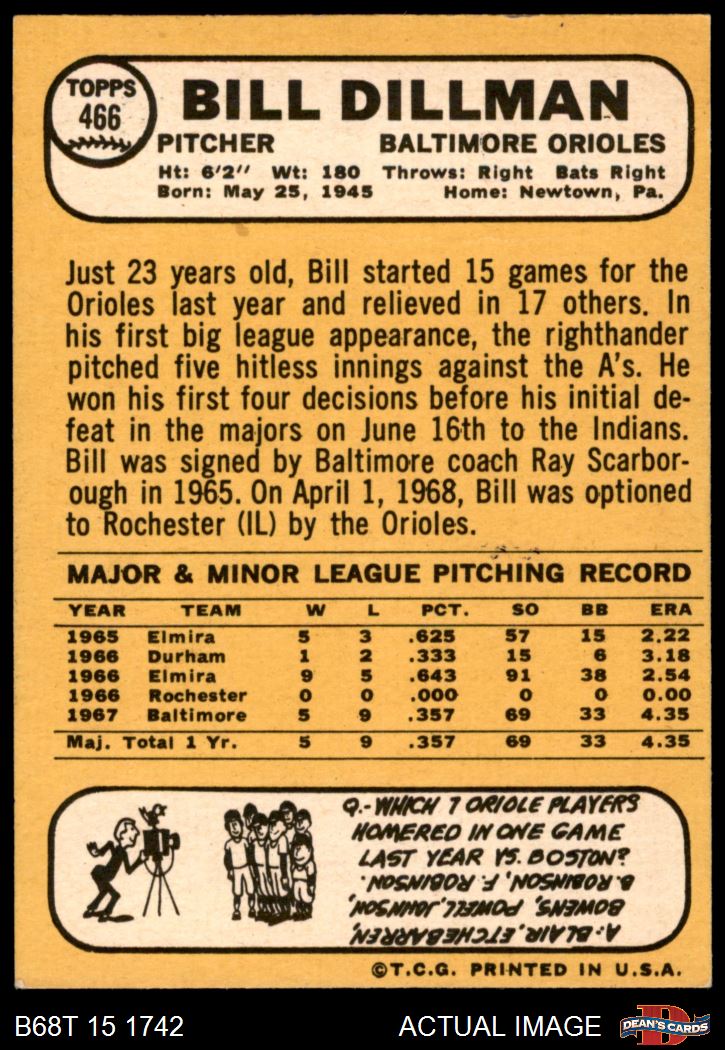 TOPPS
466
BILL DILLMAN
PITCHER BALTIMORE ORIOLES
Ht: 6'2" Wt: 180 Throws: Right Bats Right
Born: May 25, 1945 Home: Newtown, Pa.
Just 23 years old, Bill started 15 games for the
Orioles last year and relieved in 17 others. In
his first big league appearance, the righthander
pitched five hitless innings against the A's. He
won his first four decisions before his initial de-
feat in the majors on June 16th to the Indians.
Bill was signed by Baltimore coach Ray Scarbor-
ough in 1965. On April 1, 1968, Bill was optioned
to Rochester (IL) by the Orioles.
MAJOR & MINOR LEAGUE PITCHING RECORD
YEAR TEAM W L PCT. SO BB ERA
1965 Elmira 5 3 .625 57 15 2.22
1966 Durham 1 2 .333 15 6 3.18
1966 Elmira 9 5 .643 91 38 2.54
1966 Rochester 0 0 .000 0 0 0.00
1967 Baltimore 5 9 .357 69 33 4.35
Maj. Total 1 Yr. 5 9 .357 69 33 4.35
Q.-WHICH 7 ORIOLE PLAYERS
HOMERED IN ONE GAME
LAST YEAR VS. BOSTON?
A: BLAIR, ETCHEBARREN,
BOWENS, POWELL, JOHNSON,
B. ROBINSON, F. ROBINSON.
©T.C.G. PRINTED IN U.S.A.
B68T 15 1742 ACTUAL IMAGE
D
DEAN'S CARDS